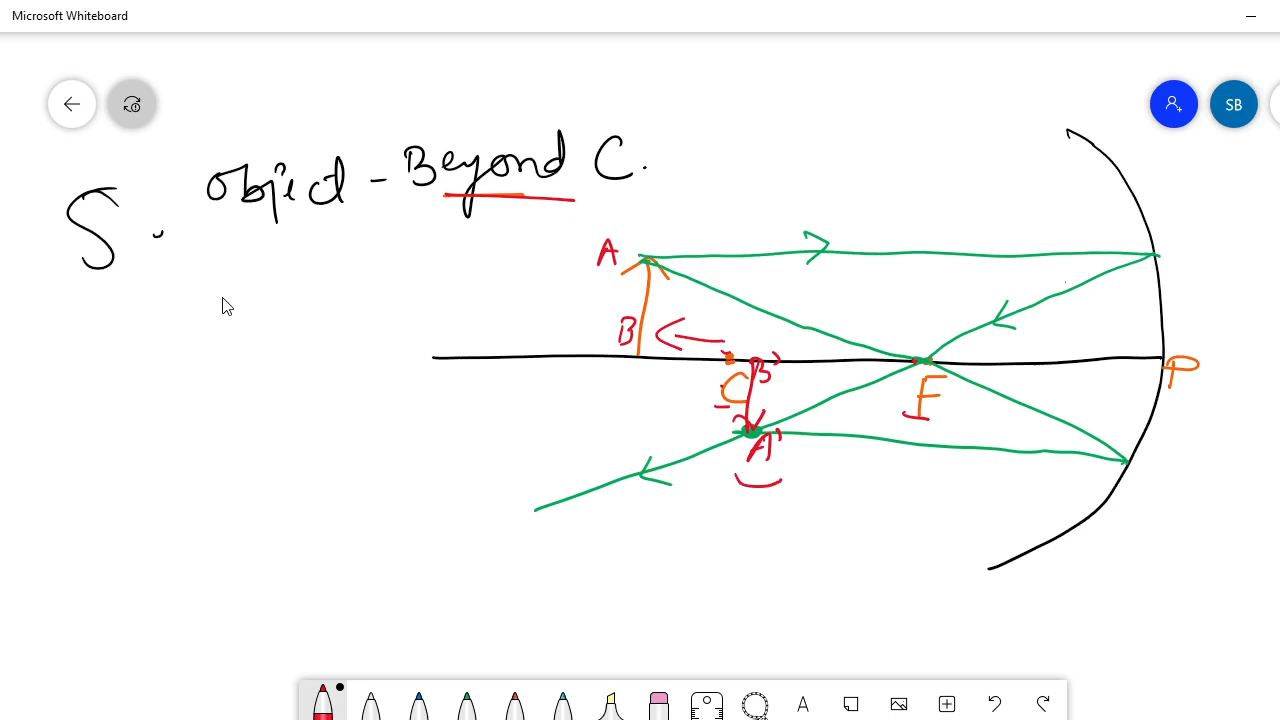 Microsoft Whiteboard
SB
Object - Beyond C.
5.
A
B
B'
C
F
P
A'
A